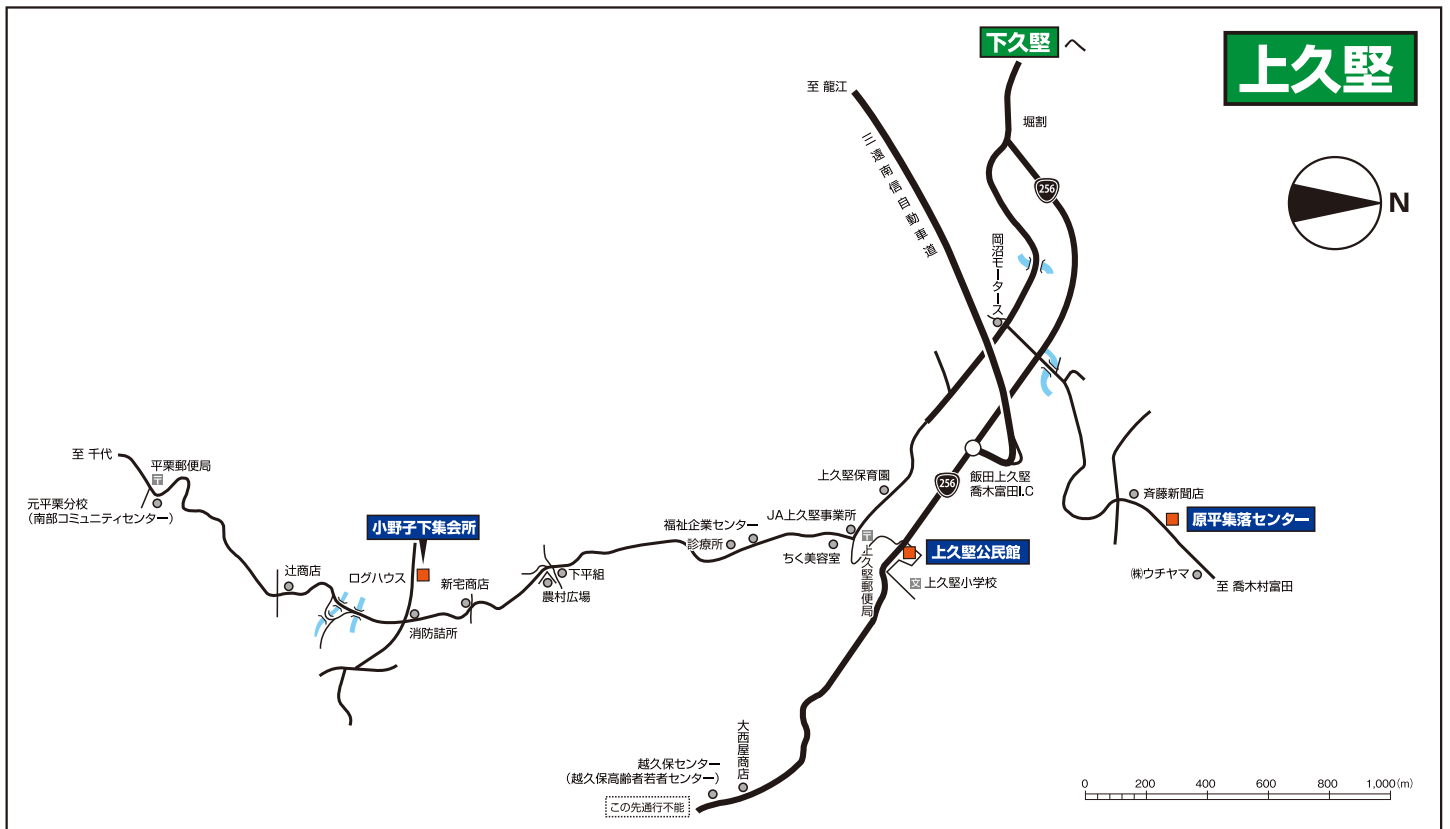 下久堅
へ
上久堅
至 龍江
堀割
三遠南信自動車道
256
N
岡沼モータース
至 千代
平栗郵便局
〒
元平栗分校
(南部コミュニティセンター)
小野子下集会所
上久堅保育園
256
飯田上久堅
喬木富田I.C
斉藤新聞店
原平集落センター
福祉企業センター
JA上久堅事業所
診療所
ちく美容室
〒
上久堅郵便局
上久堅公民館
文
上久堅小学校
㈱ウチヤマ
至 喬木村富田
辻商店
ログハウス
新宅商店
下平組
農村広場
消防詰所
大西屋商店
越久保センター
(越久保高齢者若者センター)
この先通行不能
0 200 400 600 800 1,000(m)